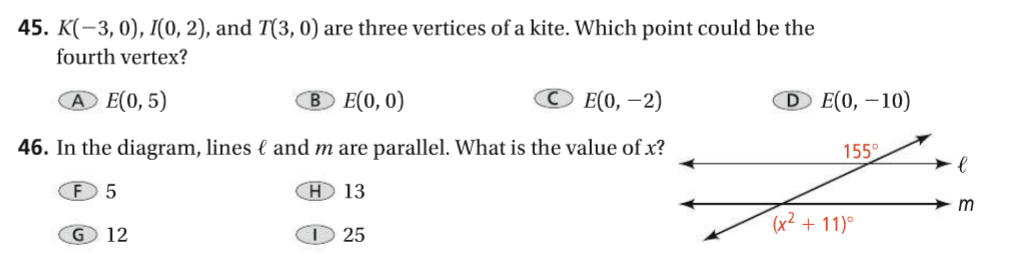 45. K(−3, 0), I(0, 2), and T(3, 0) are three vertices of a kite. Which point could be the
fourth vertex?
A E(0, 5) B E(0, 0) C E(0, −2) D E(0, −10)
46. In the diagram, lines ℓ and m are parallel. What is the value of x?
F 5 H 13
G 12 I 25
155°
ℓ
m
(x² + 11)°